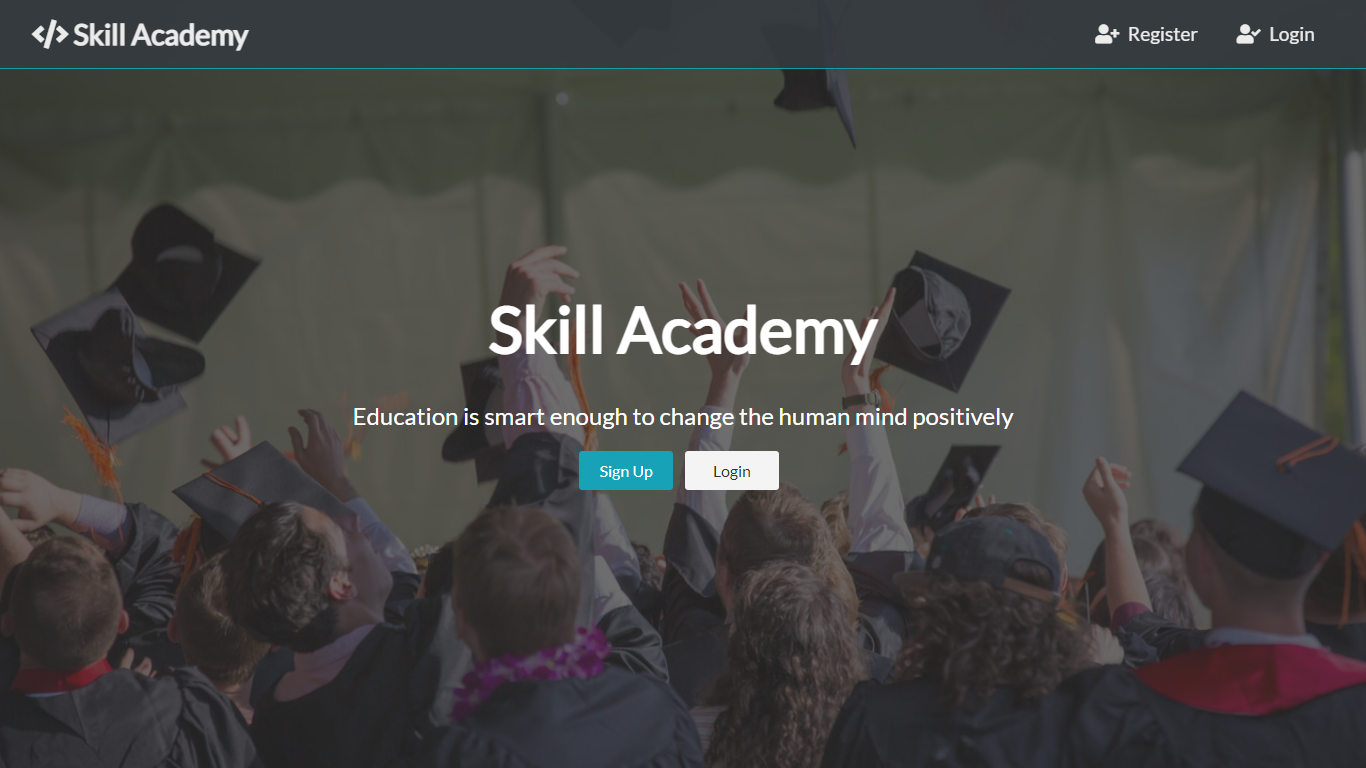 </> Skill Academy
Register
Login
Skill Academy
Education is smart enough to change the human mind positively
Sign Up
Login